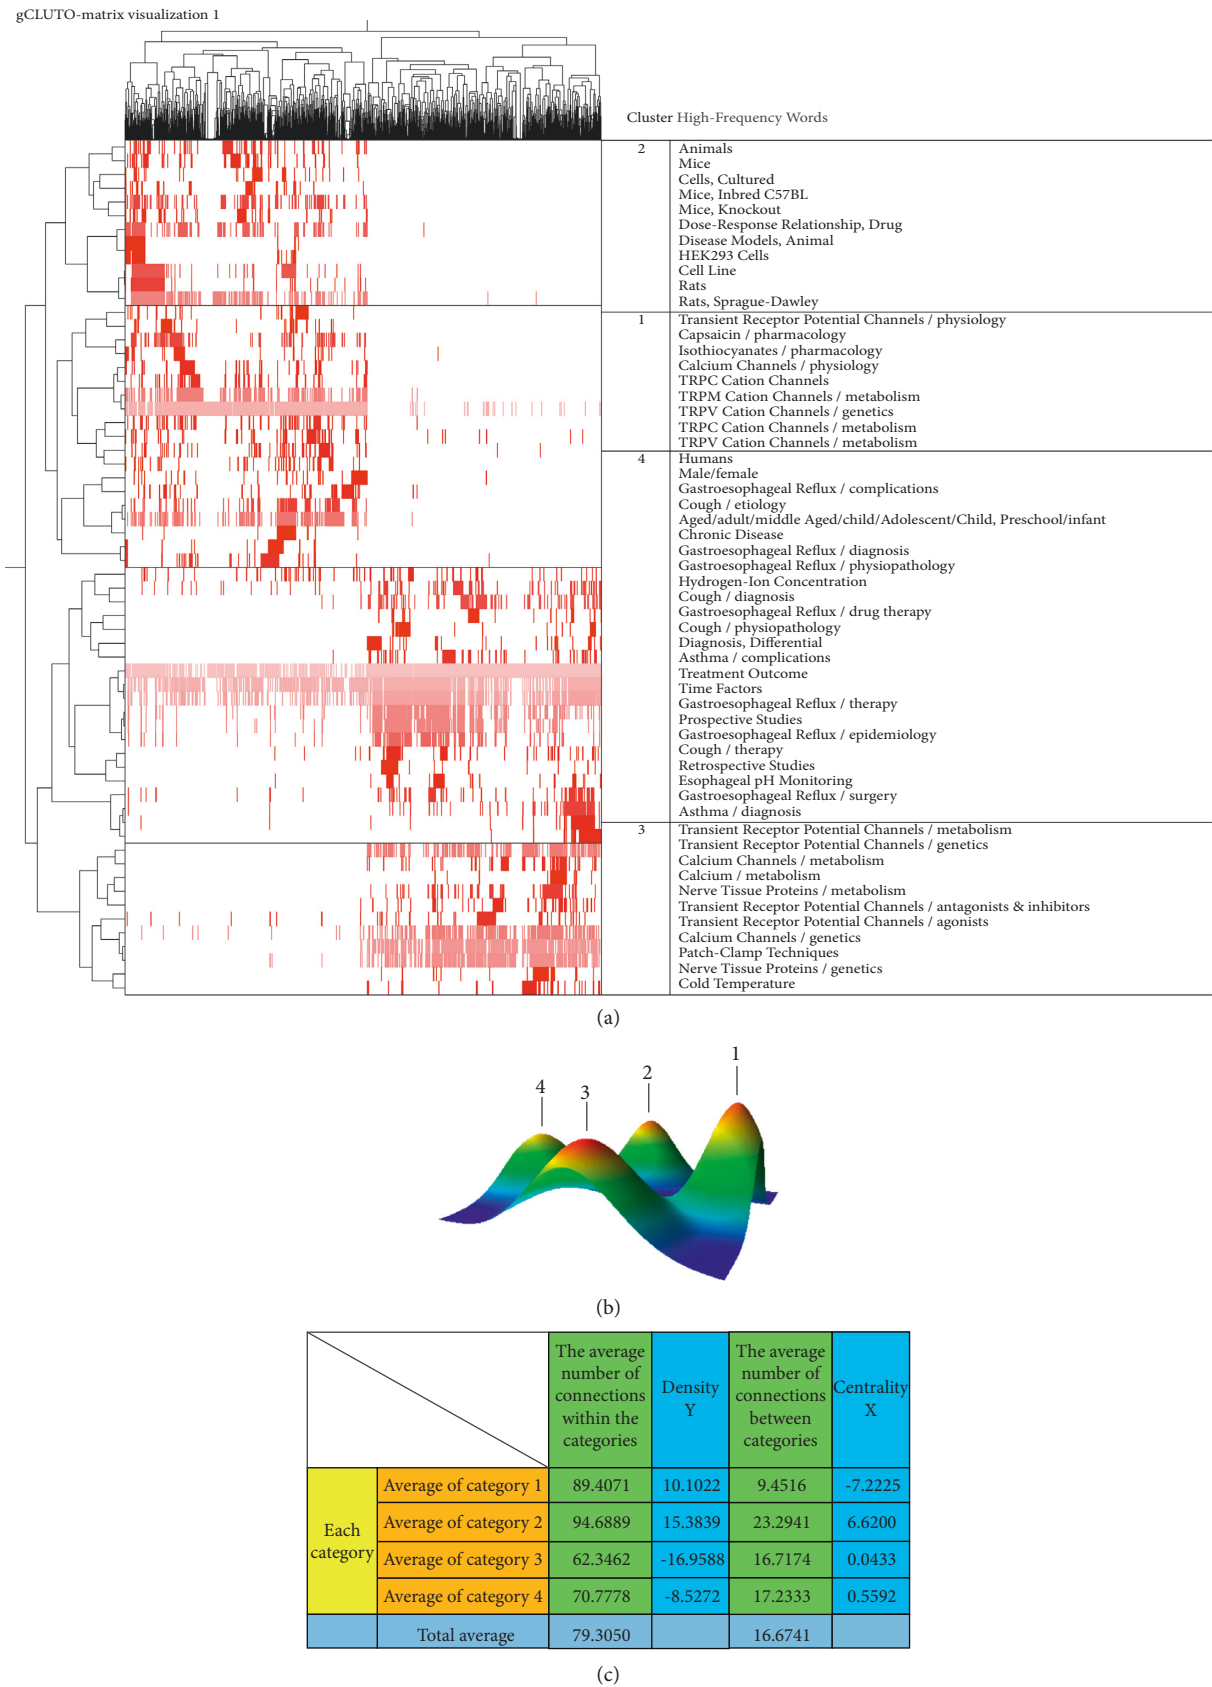 gCLUTO-matrix visualization 1
Cluster High-Frequency Words
2
Animals
Mice
Cells, Cultured
Mice, Inbred C57BL
Mice, Knockout
Dose-Response Relationship, Drug
Disease Models, Animal
HEK293 Cells
Cell Line
Rats
Rats, Sprague-Dawley
1
Transient Receptor Potential Channels / physiology
Capsaicin / pharmacology
Isothiocyanates / pharmacology
Calcium Channels / physiology
TRPC Cation Channels
TRPM Cation Channels / metabolism
TRPV Cation Channels / genetics
TRPC Cation Channels / metabolism
TRPV Cation Channels / metabolism
4
Humans
Male/female
Gastroesophageal Reflux / complications
Cough / etiology
Aged/adult/middle Aged/child/Adolescent/Child, Preschool/infant
Chronic Disease
Gastroesophageal Reflux / diagnosis
Gastroesophageal Reflux / physiopathology
Hydrogen-Ion Concentration
Cough / diagnosis
Gastroesophageal Reflux / drug therapy
Cough / physiopathology
Diagnosis, Differential
Asthma / complications
Treatment Outcome
Time Factors
Gastroesophageal Reflux / therapy
Prospective Studies
Gastroesophageal Reflux / epidemiology
Cough / therapy
Retrospective Studies
Esophageal pH Monitoring
Gastroesophageal Reflux / surgery
Asthma / diagnosis
3
Transient Receptor Potential Channels / metabolism
Transient Receptor Potential Channels / genetics
Calcium Channels / metabolism
Calcium / metabolism
Nerve Tissue Proteins / metabolism
Transient Receptor Potential Channels / antagonists & inhibitors
Transient Receptor Potential Channels / agonists
Calcium Channels / genetics
Patch-Clamp Techniques
Nerve Tissue Proteins / genetics
Cold Temperature
(a)
1
2
3
4
(b)
The average
number of
connections
within the
categories
Density
Y
The average
number of
connections
between
categories
Centrality
X
Each
category
Average of category 1 89.4071 10.1022 9.4516 -7.2225
Average of category 2 94.6889 15.3839 23.2941 6.6200
Average of category 3 62.3462 -16.9588 16.7174 0.0433
Average of category 4 70.7778 -8.5272 17.2333 0.5592
Total average 79.3050 16.6741
(c)